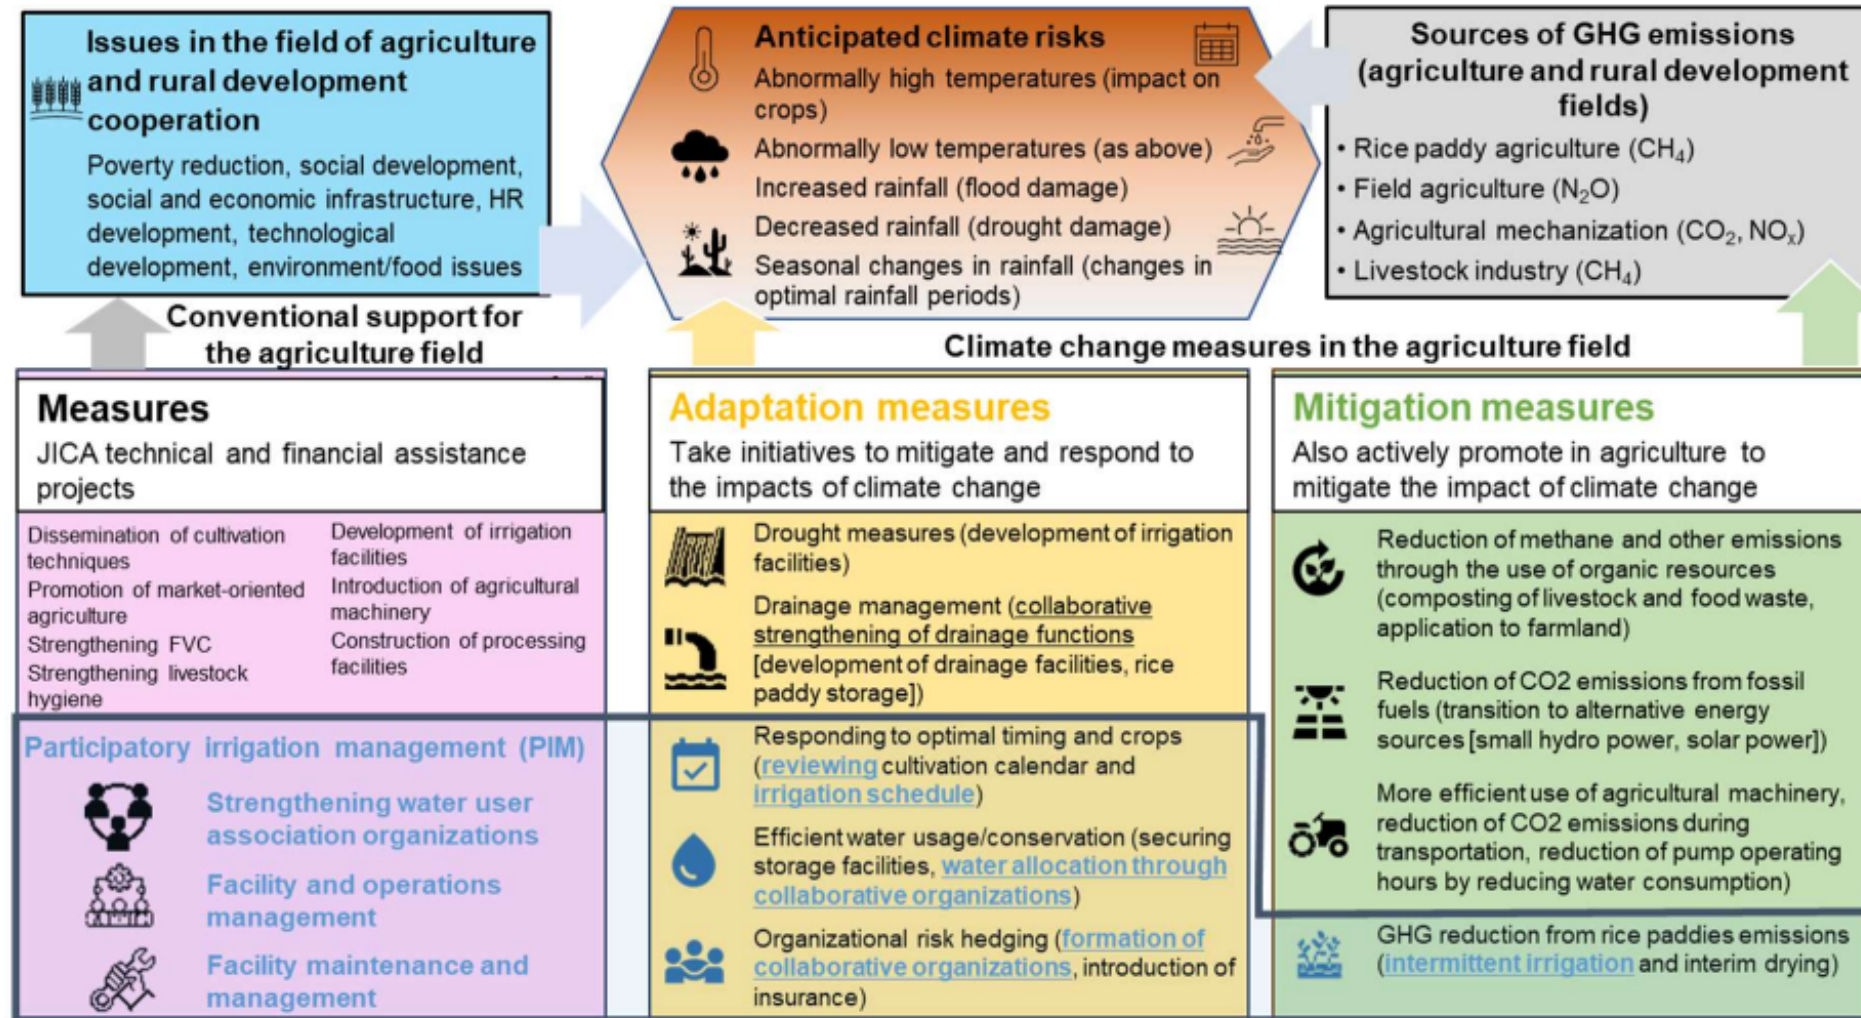 Issues in the field of agriculture
and rural development
cooperation
Poverty reduction, social development,
social and economic infrastructure, HR
development, technological
development, environment/food issues
Anticipated climate risks
Abnormally high temperatures (impact on
crops)
Abnormally low temperatures (as above)
Increased rainfall (flood damage)
Decreased rainfall (drought damage)
Seasonal changes in rainfall (changes in
optimal rainfall periods)
Sources of GHG emissions
(agriculture and rural development
fields)
• Rice paddy agriculture (CH₄)
• Field agriculture (N₂O)
• Agricultural mechanization (CO₂, NOₓ)
• Livestock industry (CH₄)
Conventional support for
the agriculture field
Climate change measures in the agriculture field
Measures
JICA technical and financial assistance
projects
Dissemination of cultivation
techniques
Promotion of market-oriented
agriculture
Strengthening FVC
Strengthening livestock
hygiene
Development of irrigation
facilities
Introduction of agricultural
machinery
Construction of processing
facilities
Participatory irrigation management (PIM)
Strengthening water user
association organizations
Facility and operations
management
Facility maintenance and
management
Adaptation measures
Take initiatives to mitigate and respond to
the impacts of climate change
Drought measures (development of irrigation
facilities)
Drainage management (collaborative
strengthening of drainage functions
[development of drainage facilities, rice
paddy storage])
Responding to optimal timing and crops
(reviewing cultivation calendar and
irrigation schedule)
Efficient water usage/conservation (securing
storage facilities, water allocation through
collaborative organizations)
Organizational risk hedging (formation of
collaborative organizations, introduction of
insurance)
Mitigation measures
Also actively promote in agriculture to
mitigate the impact of climate change
Reduction of methane and other emissions
through the use of organic resources
(composting of livestock and food waste,
application to farmland)
Reduction of CO2 emissions from fossil
fuels (transition to alternative energy
sources [small hydro power, solar power])
More efficient use of agricultural machinery,
reduction of CO2 emissions during
transportation, reduction of pump operating
hours by reducing water consumption)
GHG reduction from rice paddies emissions
(intermittent irrigation and interim drying)